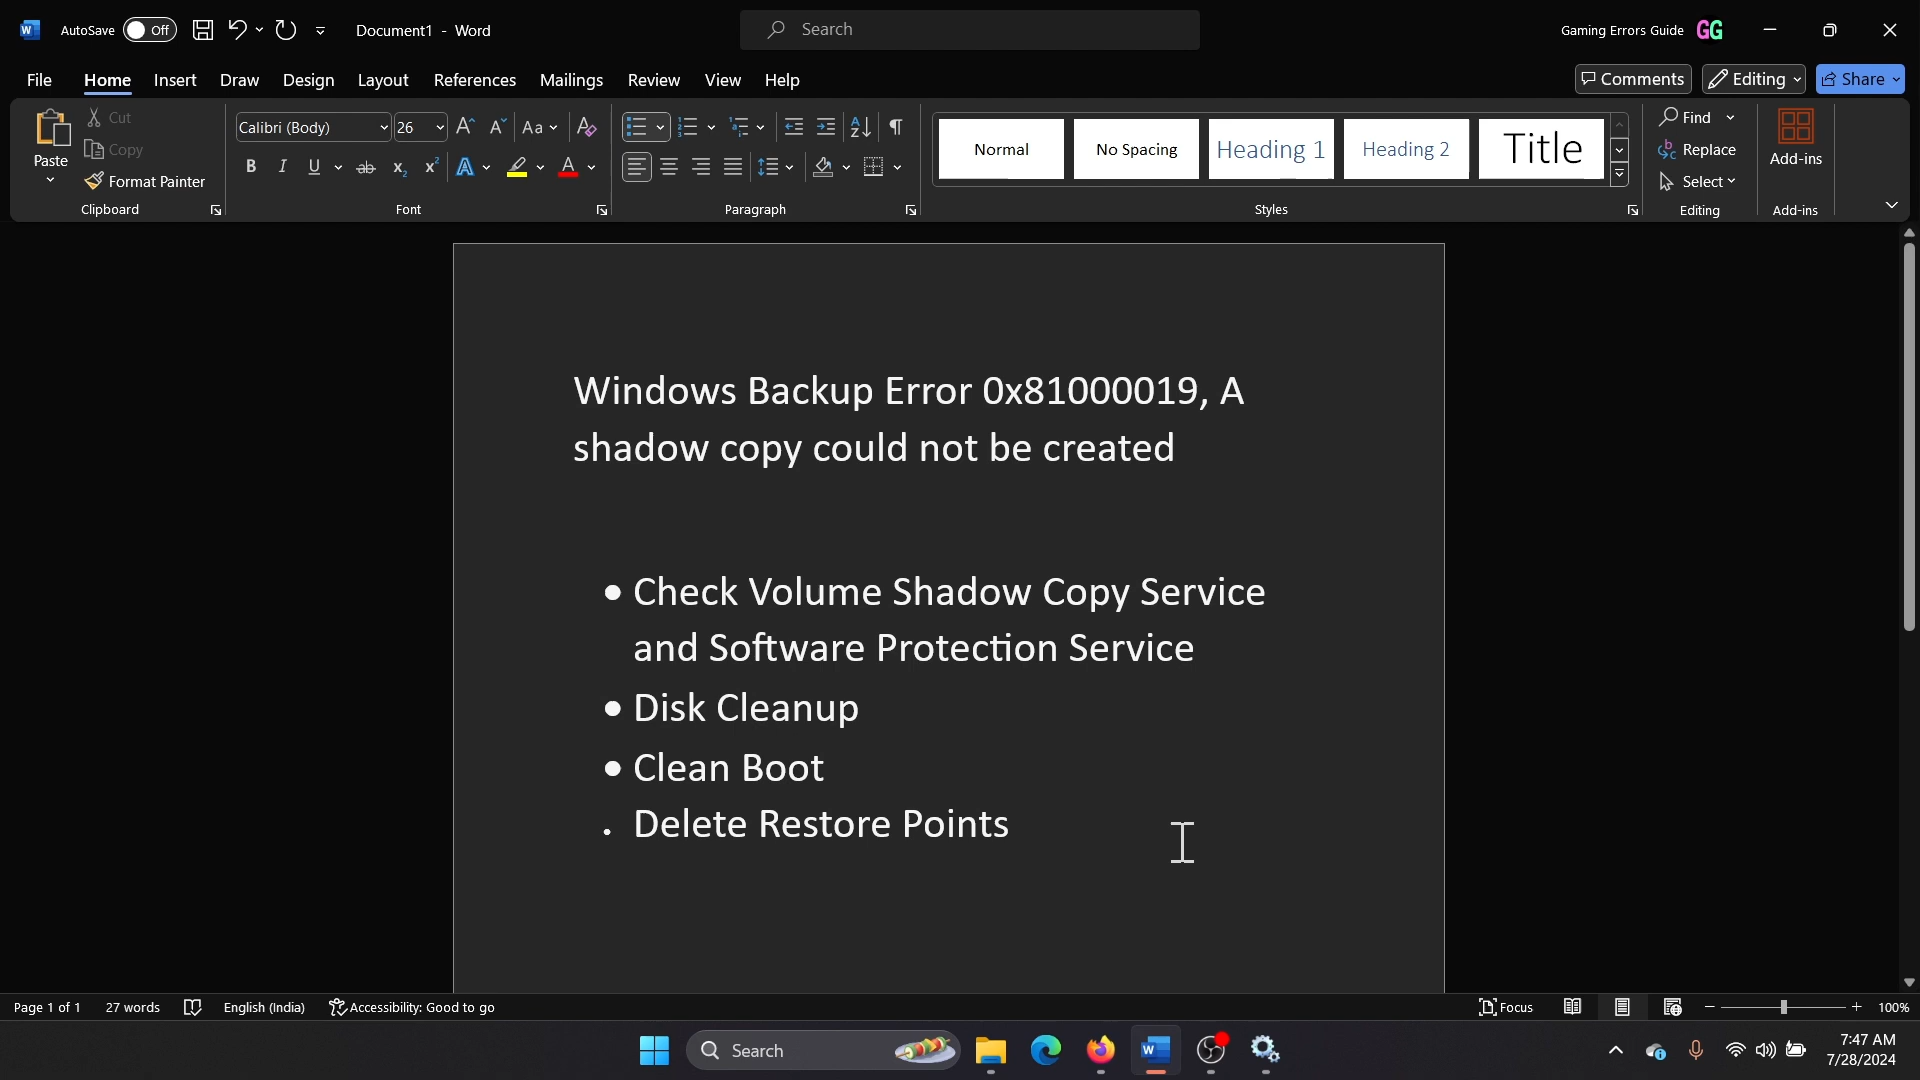 AutoSave Off Document1 - Word Search Gaming Errors Guide GG
File Home Insert Draw Design Layout References Mailings Review View Help Comments Editing Share
Paste Cut Copy Format Painter Clipboard
Calibri (Body) 26 Font
Paragraph
Normal No Spacing Heading 1 Heading 2 Title Styles
Find Replace Select Editing
Add-ins Add-ins
Windows Backup Error 0x81000019, A
shadow copy could not be created
• Check Volume Shadow Copy Service
and Software Protection Service
• Disk Cleanup
• Clean Boot
• Delete Restore Points
Page 1 of 1 27 words English (India) Accessibility: Good to go Focus 100%
Search 7:47 AM
7/28/2024